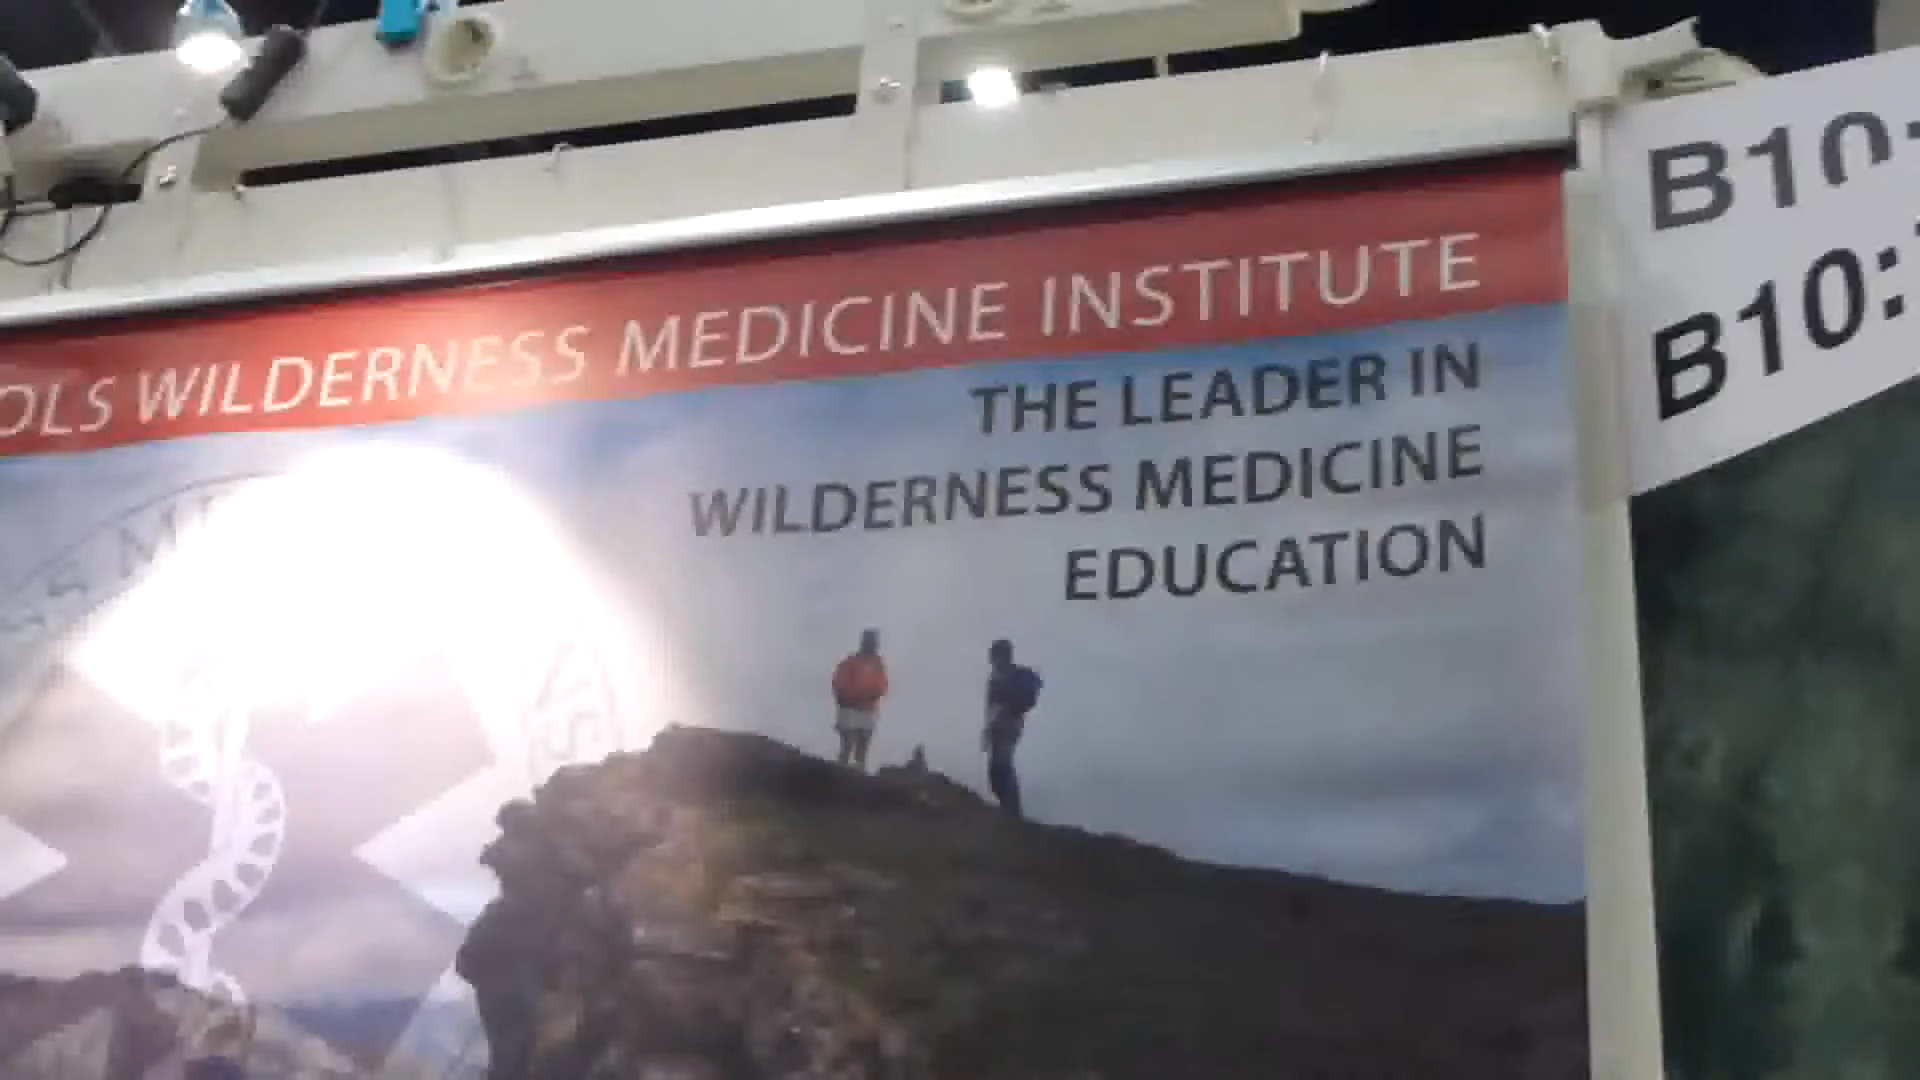 OLS WILDERNESS MEDICINE INSTITUTE
THE LEADER IN
WILDERNESS MEDICINE
EDUCATION
B10:
B10: